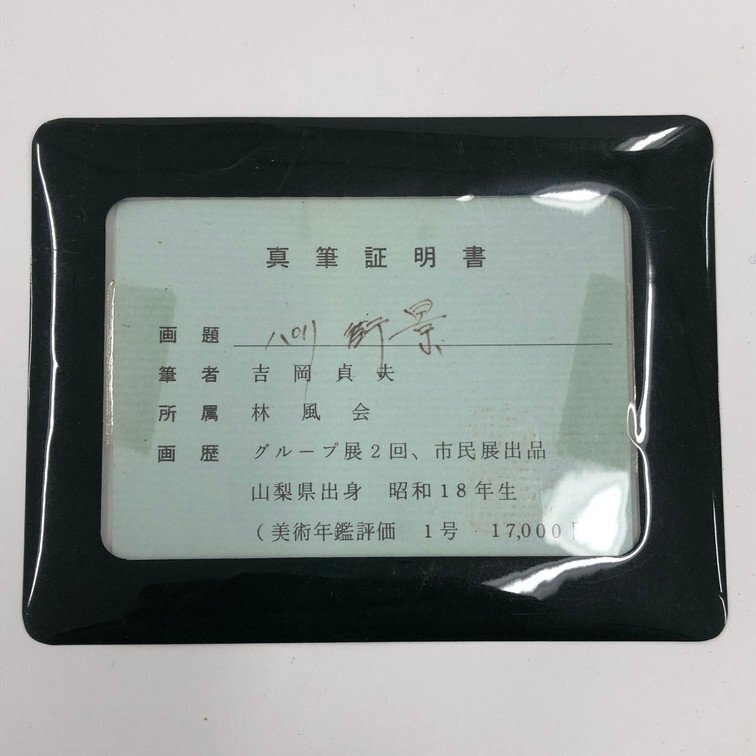 真筆証明書
画題 パリ街景
筆者 吉岡貞夫
所属 林風会
画歴 グループ展2回、市民展出品
山梨県出身 昭和18年生
(美術年鑑評価 1号 17,000